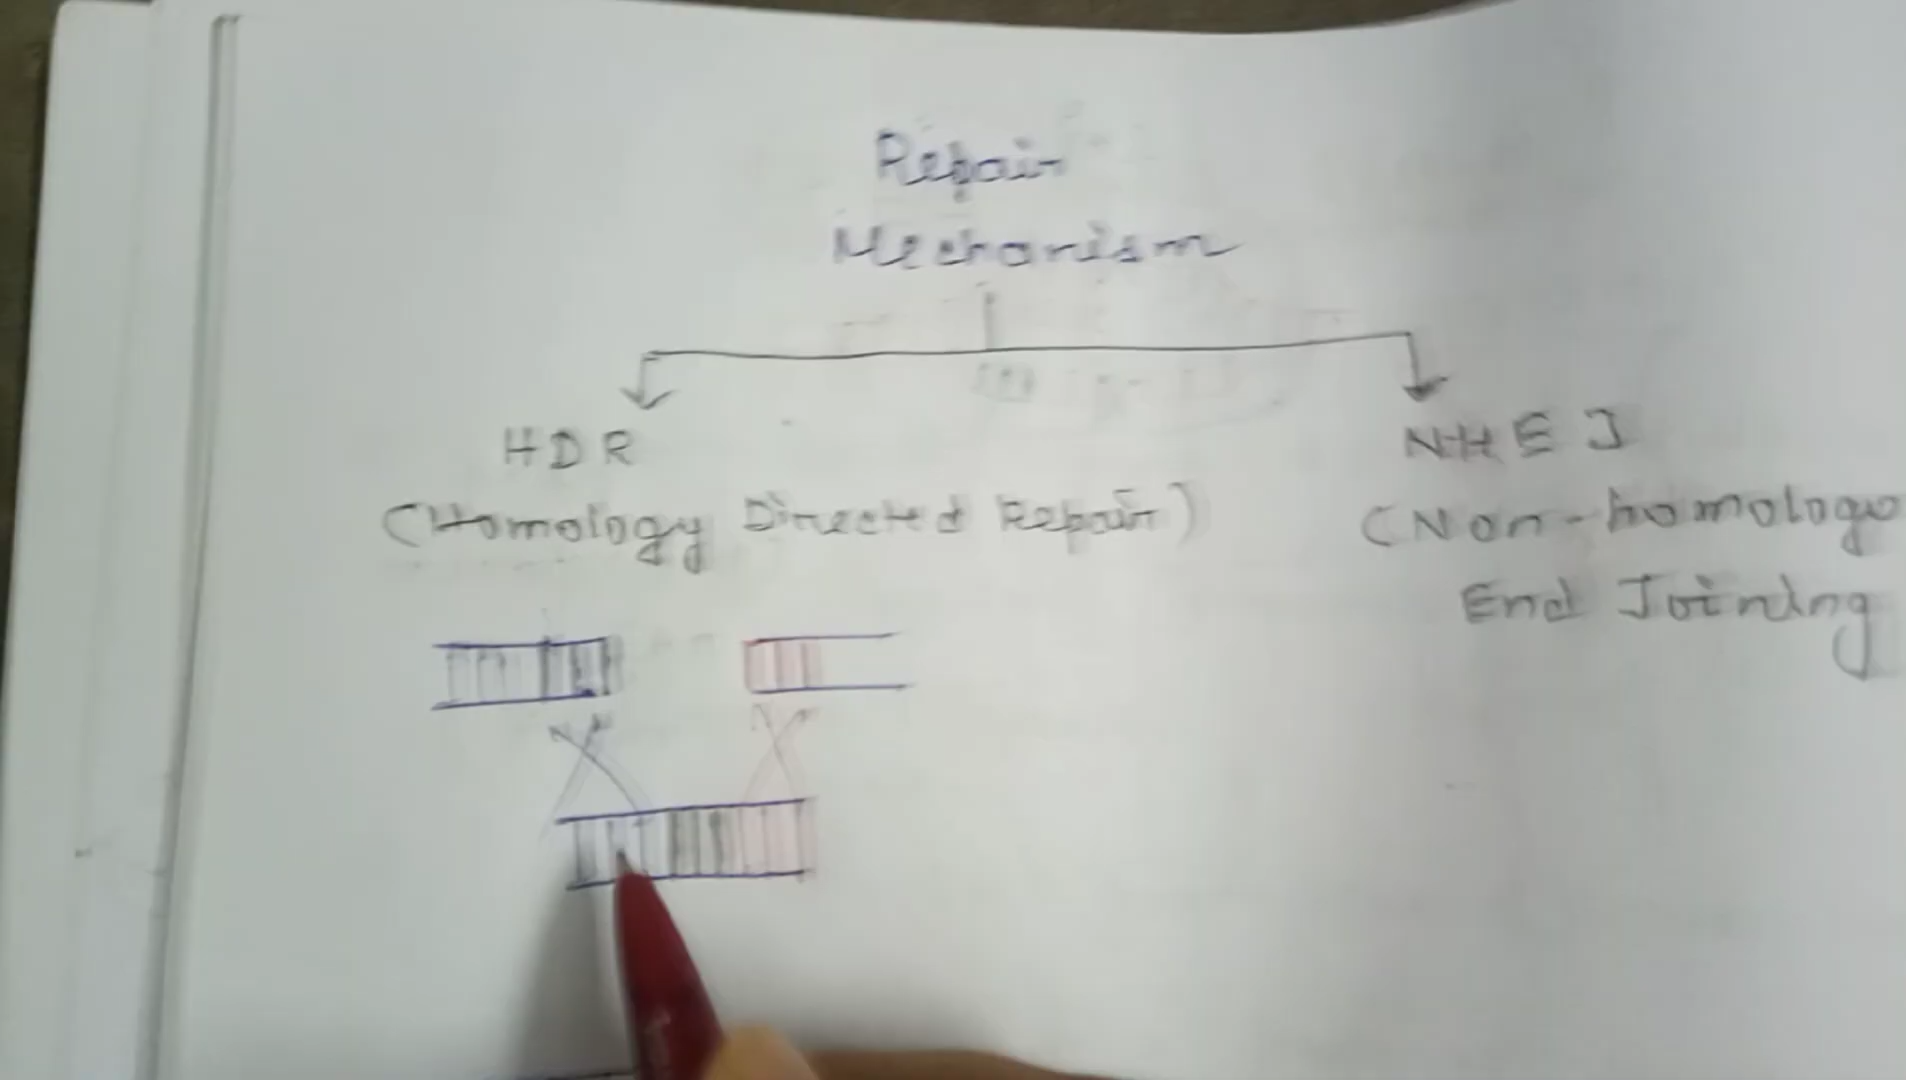 Repair
Mechanism
HDR
NHEJ
(Homology Directed Repair)
(Non-homologo
End Joining